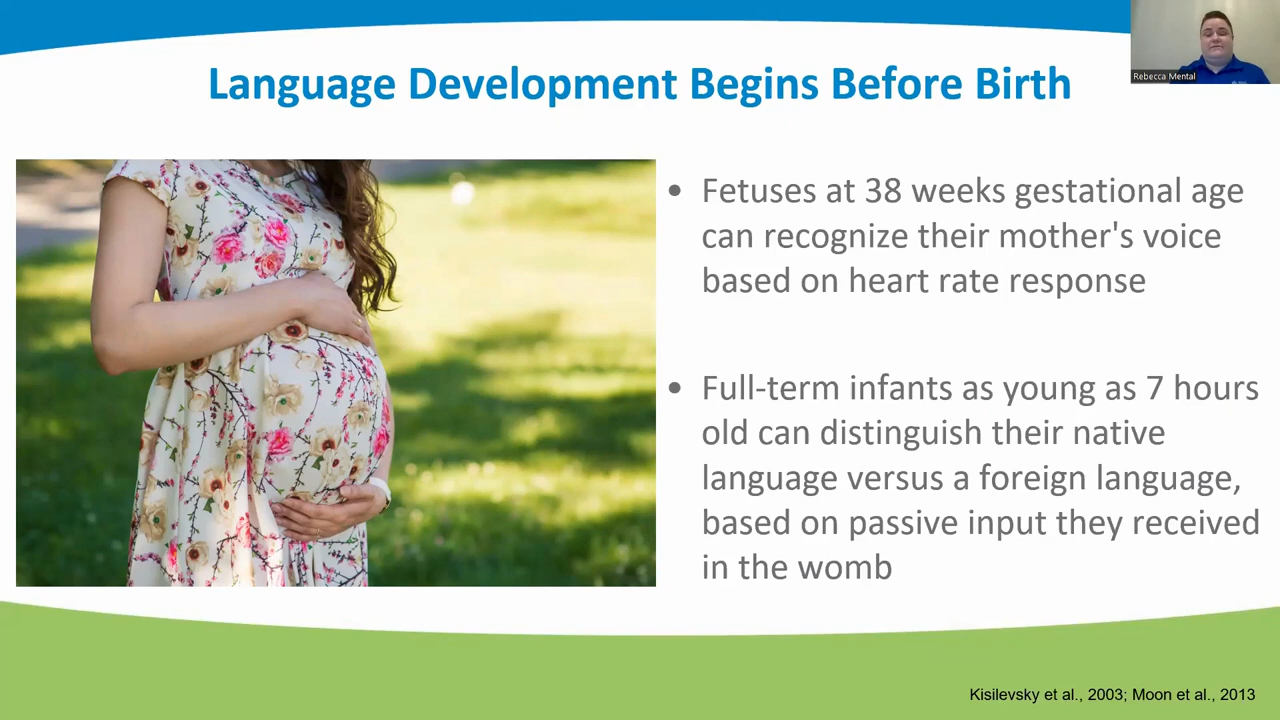 Language Development Begins Before Birth
Rebecca Mental
• Fetuses at 38 weeks gestational age
can recognize their mother's voice
based on heart rate response
• Full-term infants as young as 7 hours
old can distinguish their native
language versus a foreign language,
based on passive input they received
in the womb
Kisilevsky et al., 2003; Moon et al., 2013